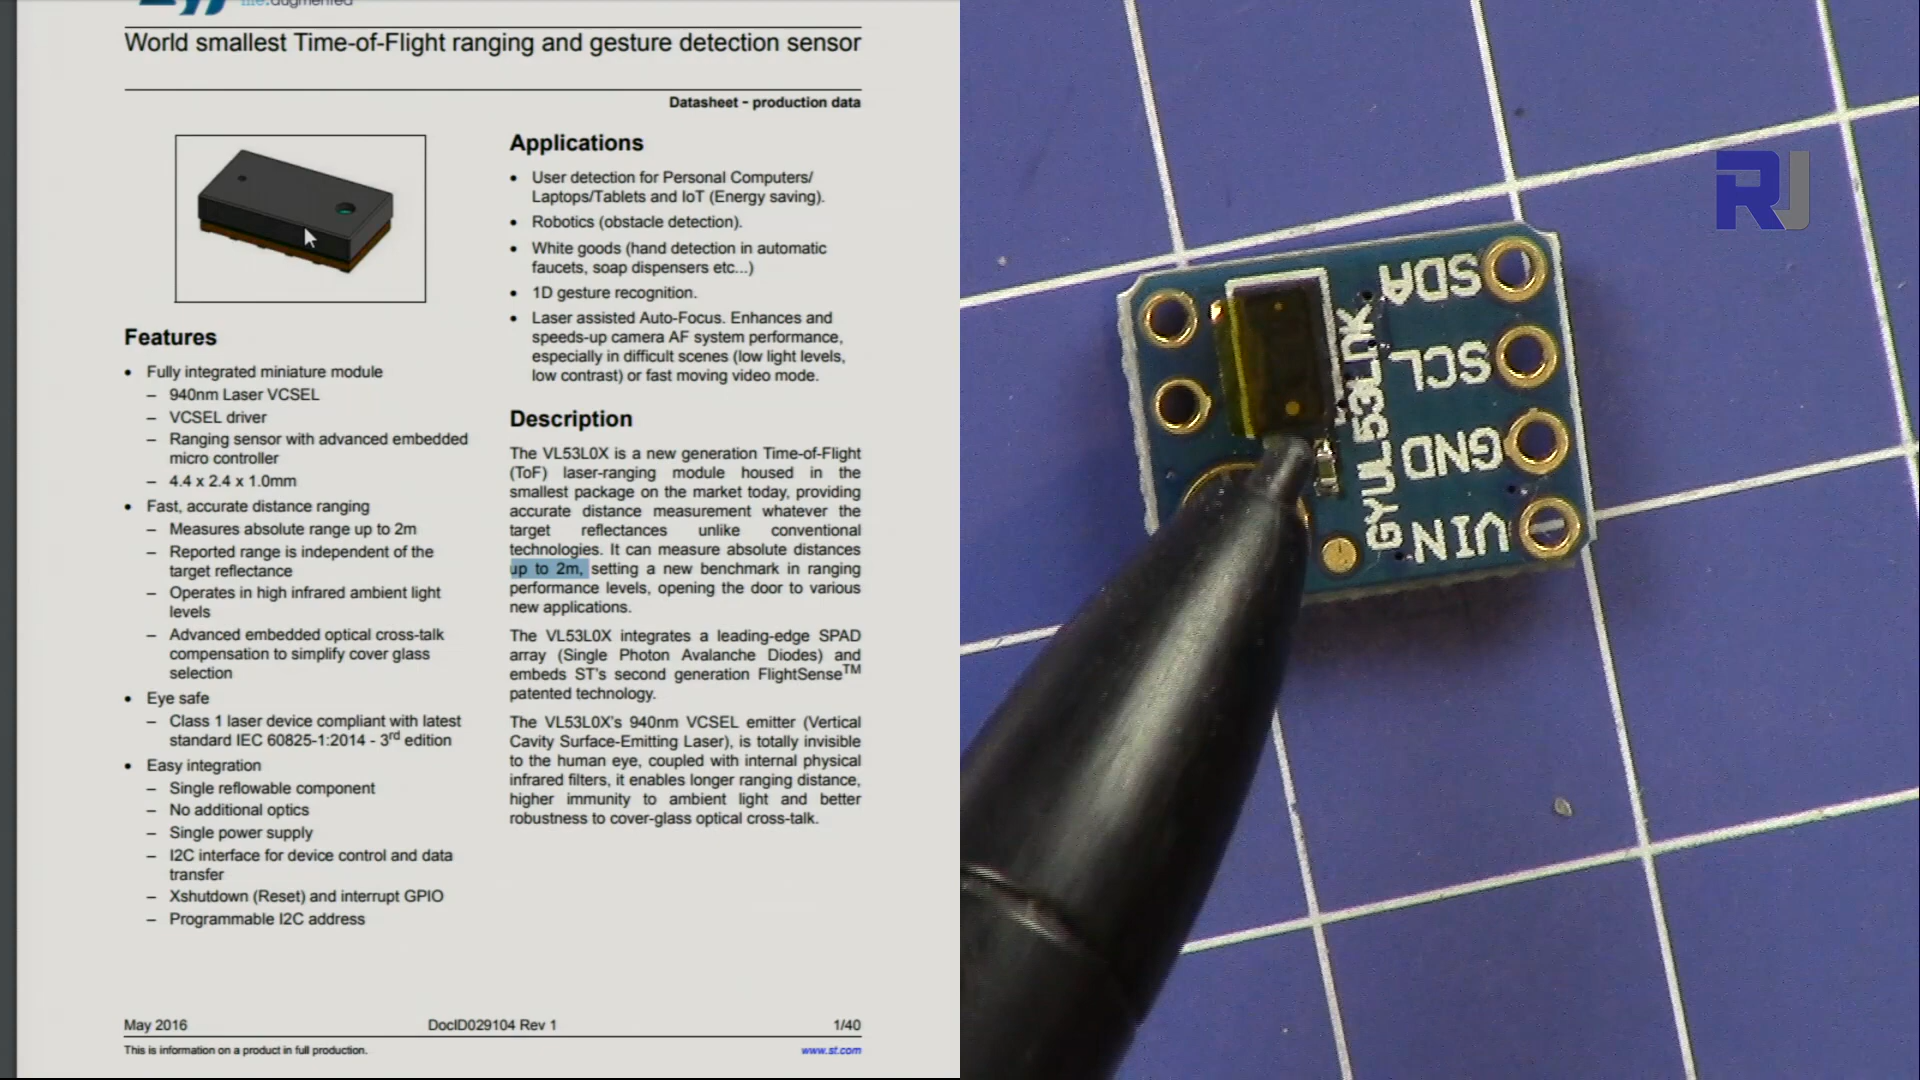 life.augmented
World smallest Time-of-Flight ranging and gesture detection sensor
Datasheet - production data
Features
• Fully integrated miniature module
– 940nm Laser VCSEL
– VCSEL driver
– Ranging sensor with advanced embedded
micro controller
– 4.4 x 2.4 x 1.0mm
• Fast, accurate distance ranging
– Measures absolute range up to 2m
– Reported range is independent of the
target reflectance
– Operates in high infrared ambient light
levels
– Advanced embedded optical cross-talk
compensation to simplify cover glass
selection
• Eye safe
– Class 1 laser device compliant with latest
standard IEC 60825-1:2014 - 3rd edition
• Easy integration
– Single reflowable component
– No additional optics
– Single power supply
– I2C interface for device control and data
transfer
– Xshutdown (Reset) and interrupt GPIO
– Programmable I2C address
Applications
• User detection for Personal Computers/
Laptops/Tablets and IoT (Energy saving).
• Robotics (obstacle detection).
• White goods (hand detection in automatic
faucets, soap dispensers etc...)
• 1D gesture recognition.
• Laser assisted Auto-Focus. Enhances and
speeds-up camera AF system performance,
especially in difficult scenes (low light levels,
low contrast) or fast moving video mode.
Description
The VL53L0X is a new generation Time-of-Flight
(ToF) laser-ranging module housed in the
smallest package on the market today, providing
accurate distance measurement whatever the
target reflectances unlike conventional
technologies. It can measure absolute distances
up to 2m, setting a new benchmark in ranging
performance levels, opening the door to various
new applications.
The VL53L0X integrates a leading-edge SPAD
array (Single Photon Avalanche Diodes) and
embeds ST's second generation FlightSense™
patented technology.
The VL53L0X's 940nm VCSEL emitter (Vertical
Cavity Surface-Emitting Laser), is totally invisible
to the human eye, coupled with internal physical
infrared filters, it enables longer ranging distance,
higher immunity to ambient light and better
robustness to cover-glass optical cross-talk.
May 2016
DocID029104 Rev 1
1/40
This is information on a product in full production.
www.st.com
RJ
SDA
SCL
GND
VIN